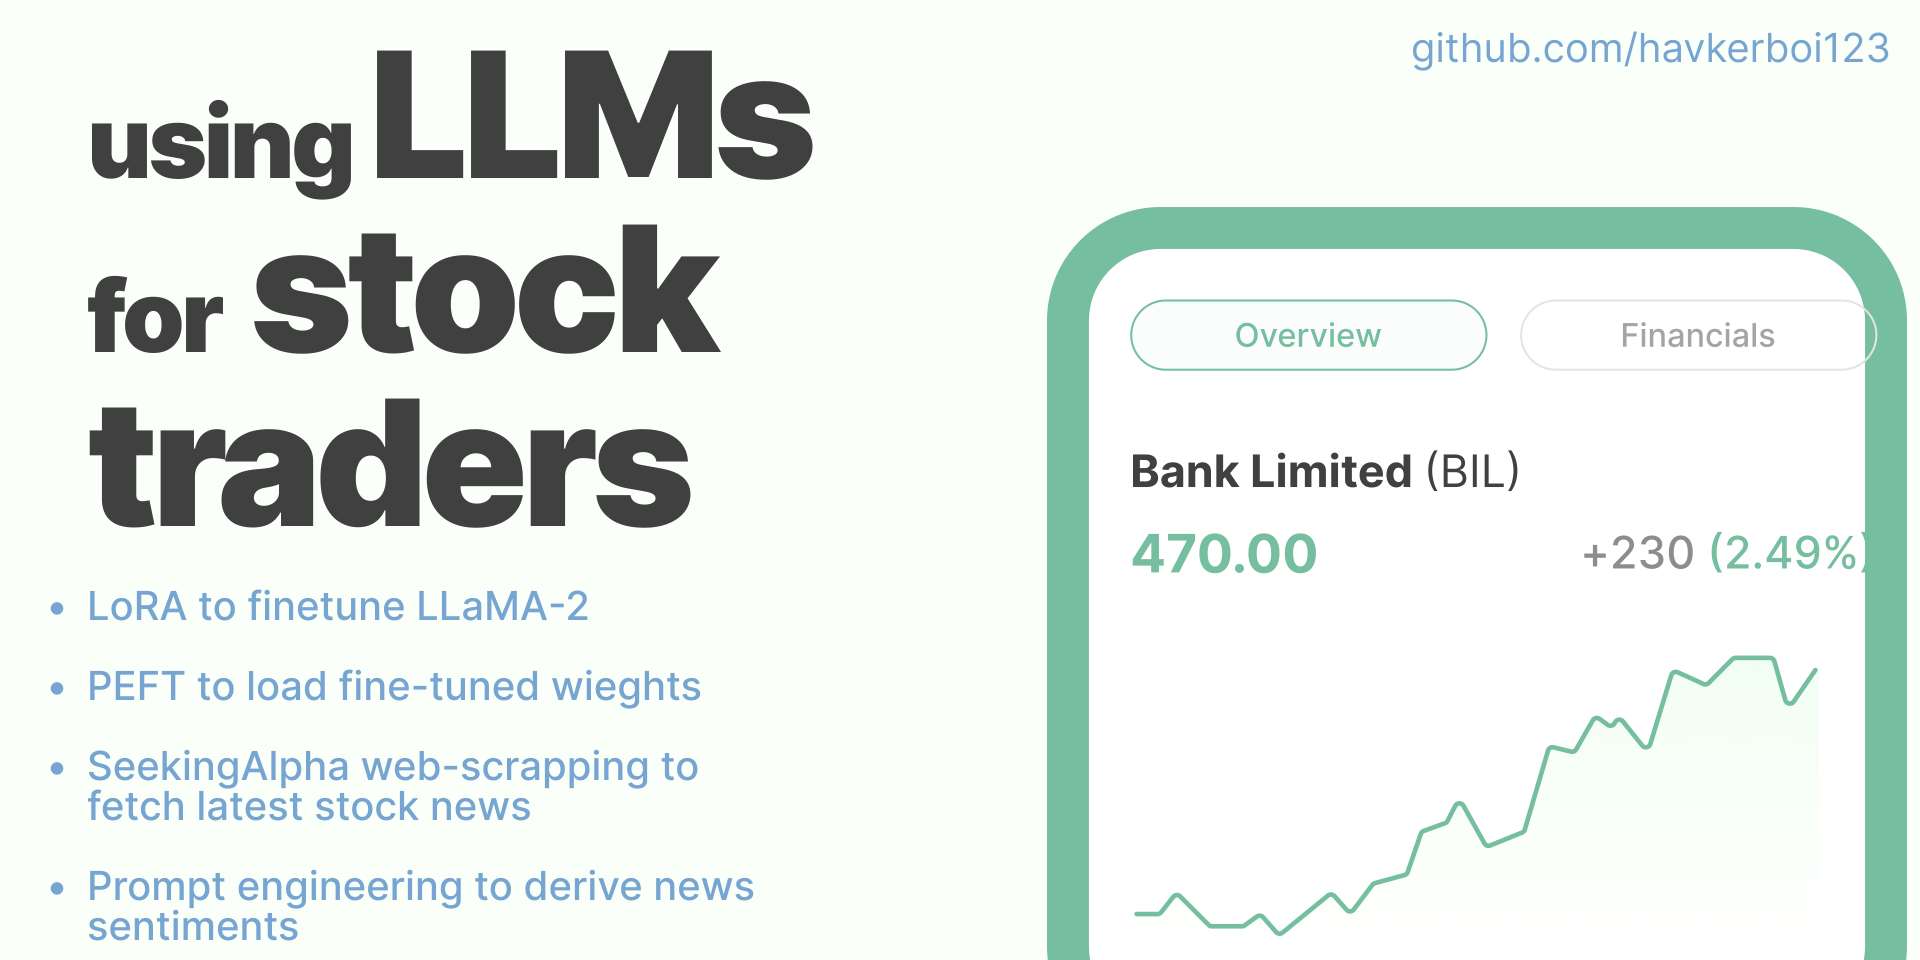 using LLMs
for stock
traders
• LoRA to finetune LLaMA-2
• PEFT to load fine-tuned wieghts
• SeekingAlpha web-scrapping to
fetch latest stock news
• Prompt engineering to derive news
sentiments
github.com/havkerboi123
Overview
Financials
Bank Limited (BIL)
470.00
+230 (2.49%)